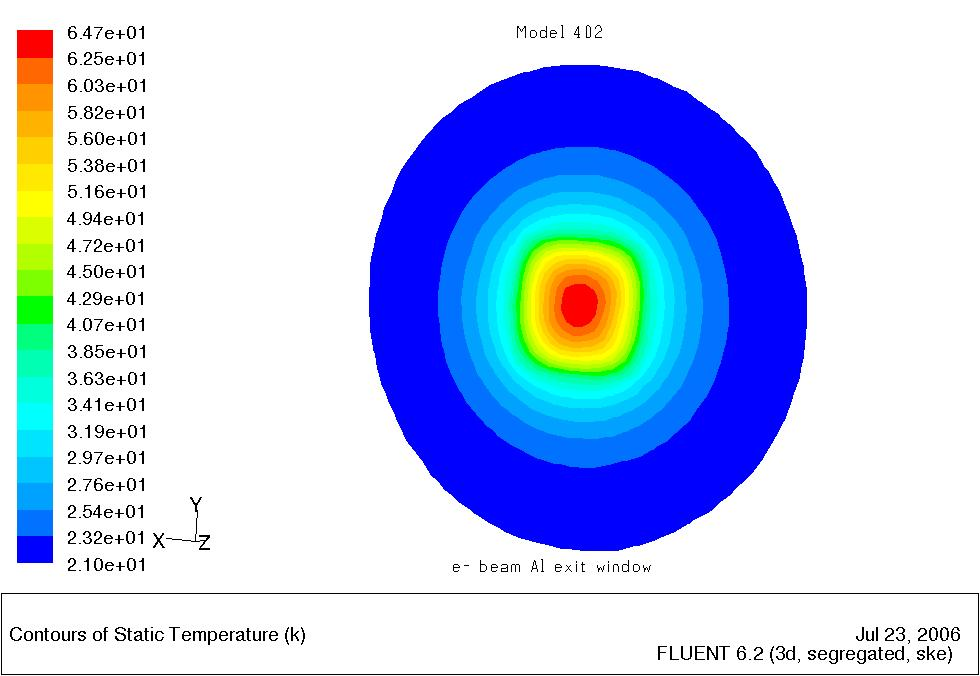 Model 402
6.47e+01
6.25e+01
6.03e+01
5.82e+01
5.60e+01
5.38e+01
5.16e+01
4.94e+01
4.72e+01
4.50e+01
4.29e+01
4.07e+01
3.85e+01
3.63e+01
3.41e+01
3.19e+01
2.97e+01
2.76e+01
2.54e+01
2.32e+01
2.10e+01
Y
X
Z
e- beam Al exit window
Contours of Static Temperature (k)
Jul 23, 2006
FLUENT 6.2 (3d, segregated, ske)